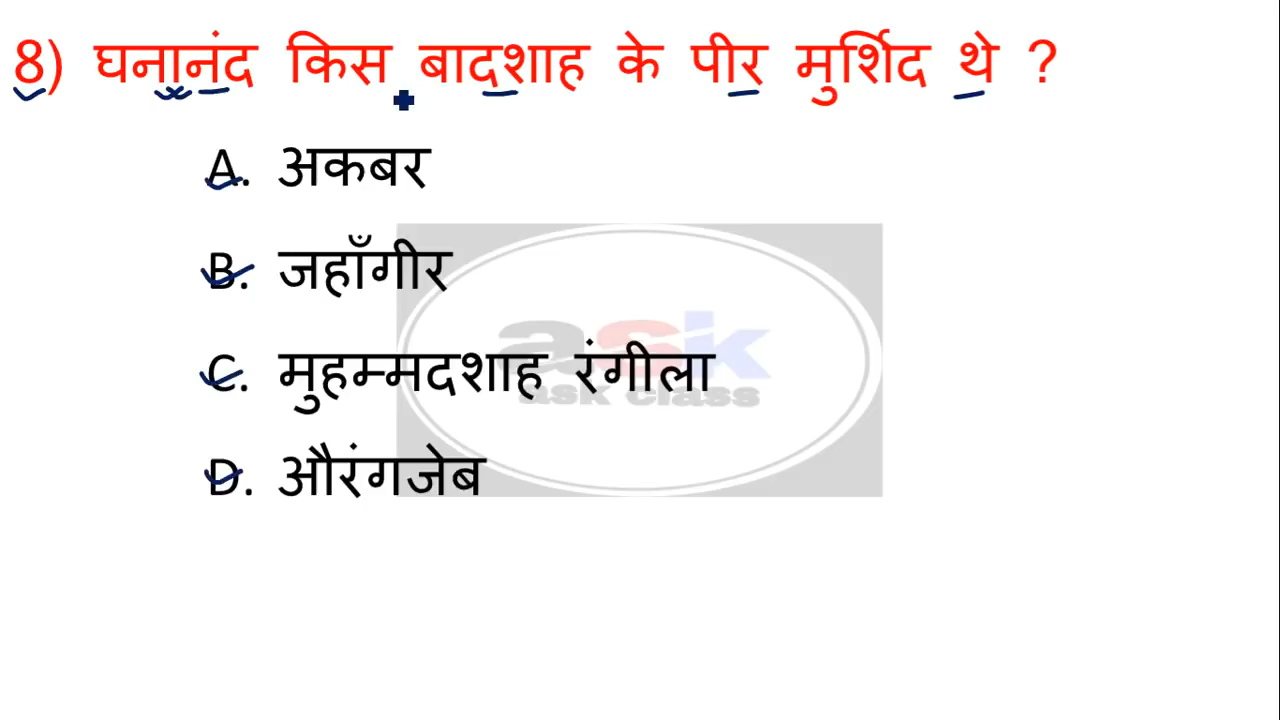 8) घनानंद किस बादशाह के पीर मुर्शिद थे ?
A. अकबर
B. जहाँगीर
C. मुहम्मदशाह रंगीला
D. औरंगजेब
ask
ask class